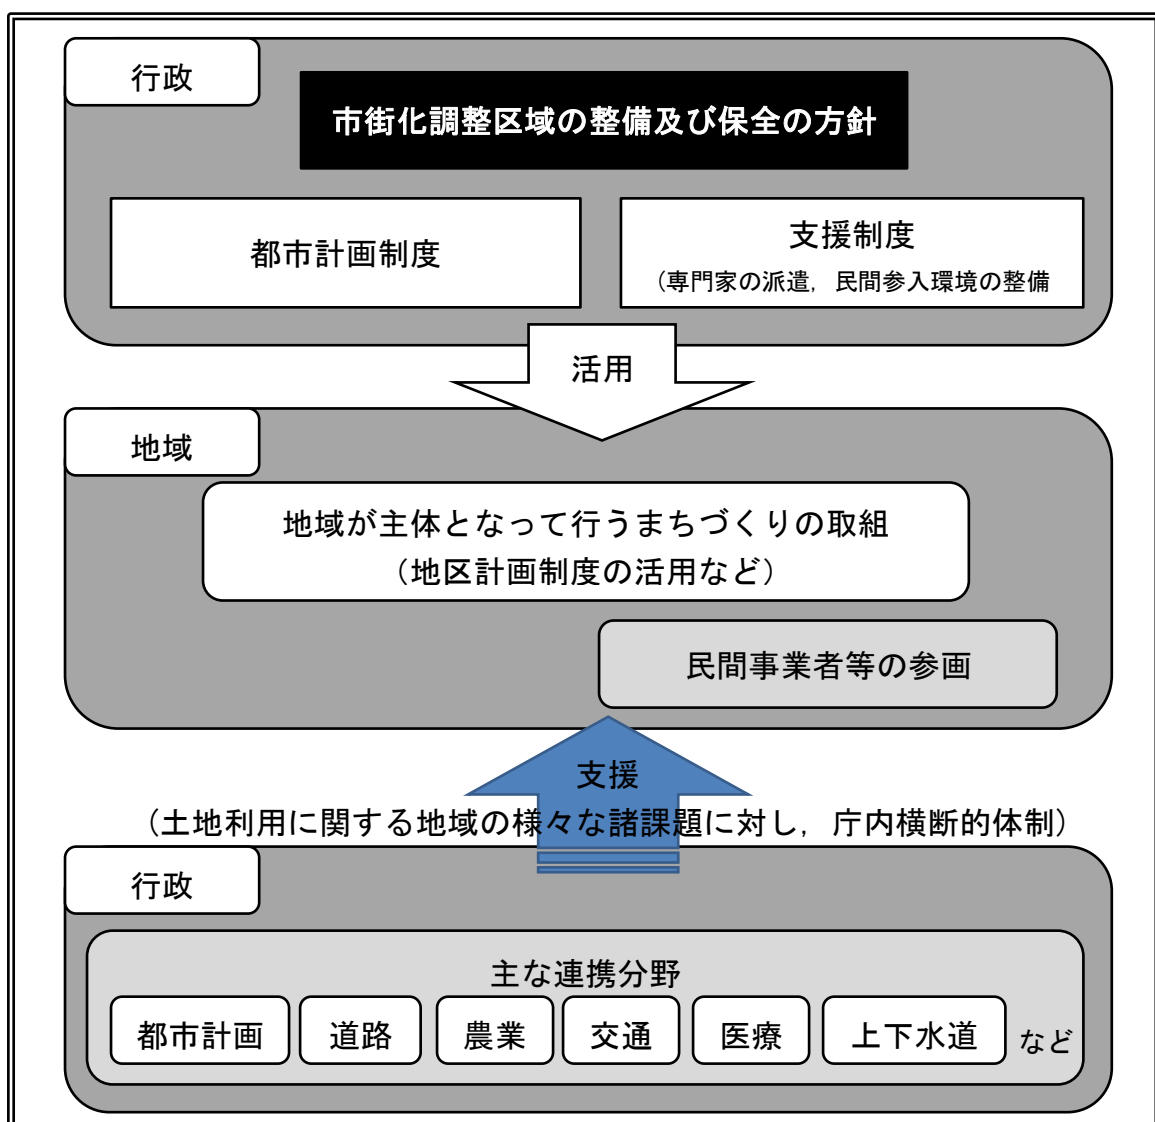 行政
市街化調整区域の整備及び保全の方針
都市計画制度
支援制度
(専門家の派遣，民間参入環境の整備
活用
地域
地域が主体となって行うまちづくりの取組
（地区計画制度の活用など）
民間事業者等の参画
支援
（土地利用に関する地域の様々な諸課題に対し，庁内横断的体制）
行政
主な連携分野
都市計画
道路
農業
交通
医療
上下水道
など